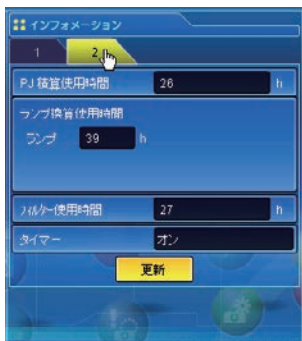 インフォメーション
1 2
PJ 積算使用時間 26 h
ランプ換算使用時間
ランプ 39 h
フィルター使用時間 27 h
タイマー オン
更新